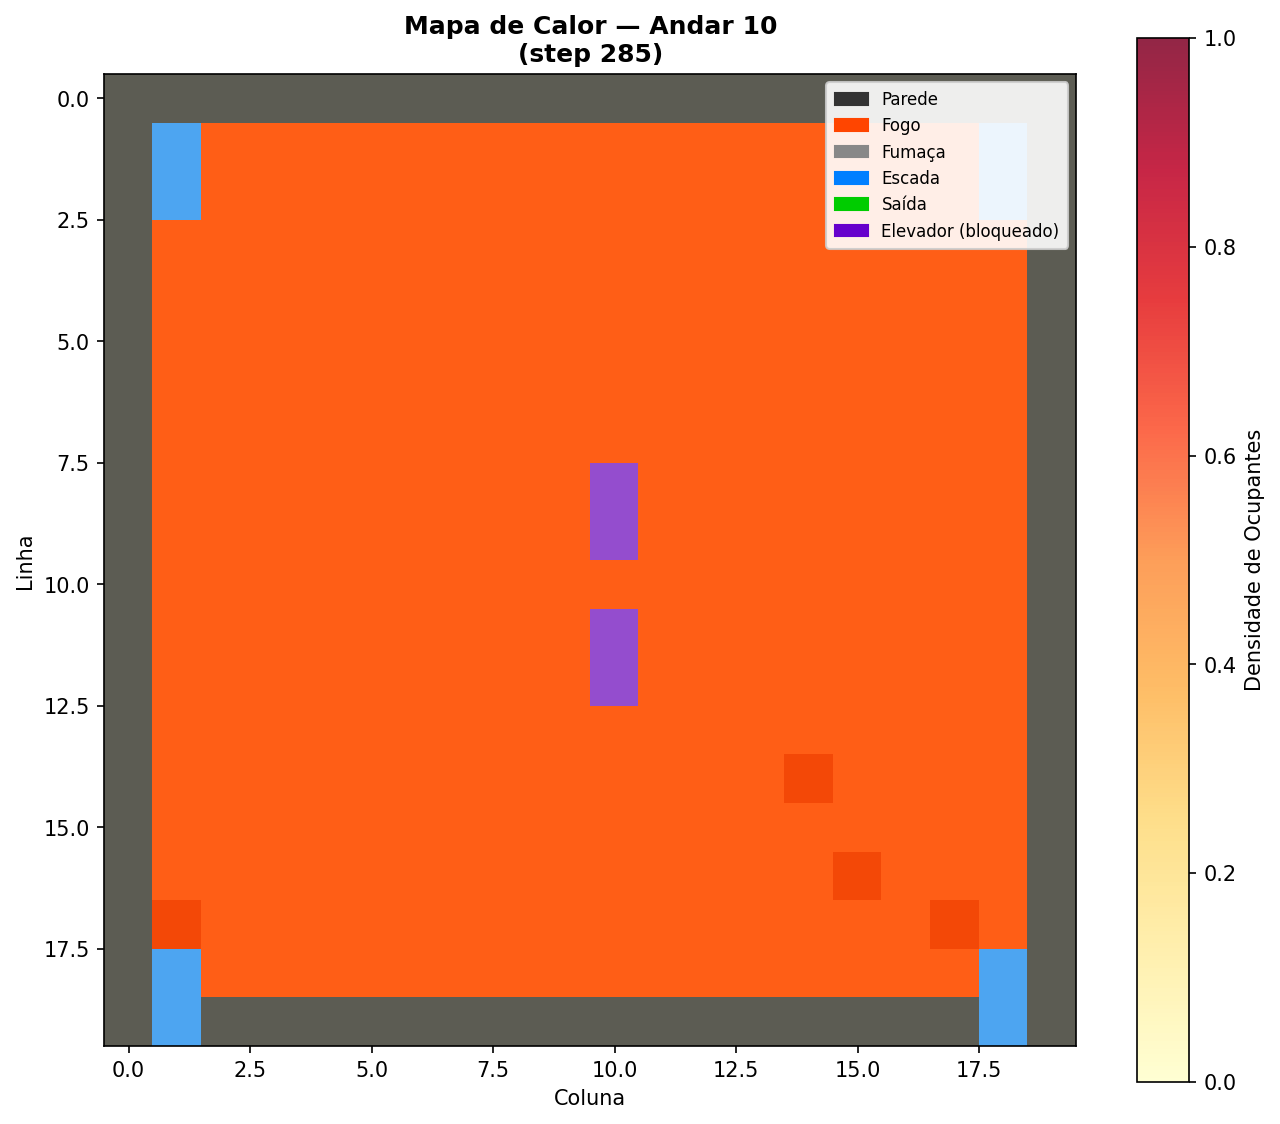 Mapa de Calor — Andar 10
(step 285)
Parede
Fogo
Fumaça
Escada
Saída
Elevador (bloqueado)
0.0
2.5
5.0
7.5
10.0
12.5
15.0
17.5
Linha
0.0 2.5 5.0 7.5 10.0 12.5 15.0 17.5
Coluna
1.0
0.8
0.6
0.4
0.2
0.0
Densidade de Ocupantes